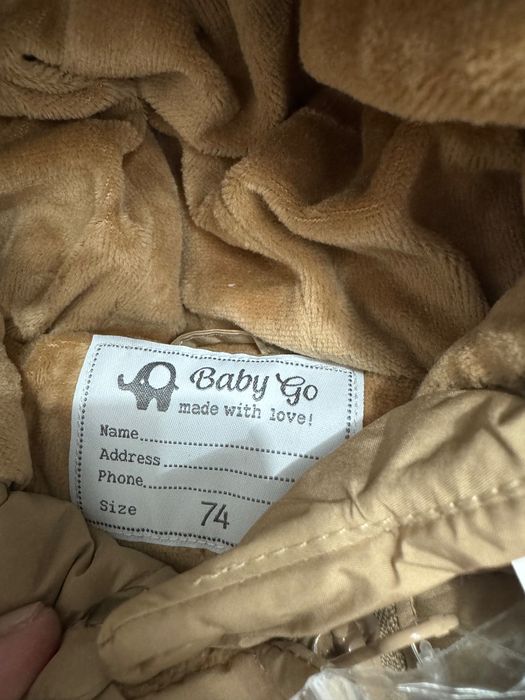 Baby Go
made with love!
Name
Address
Phone
Size 74